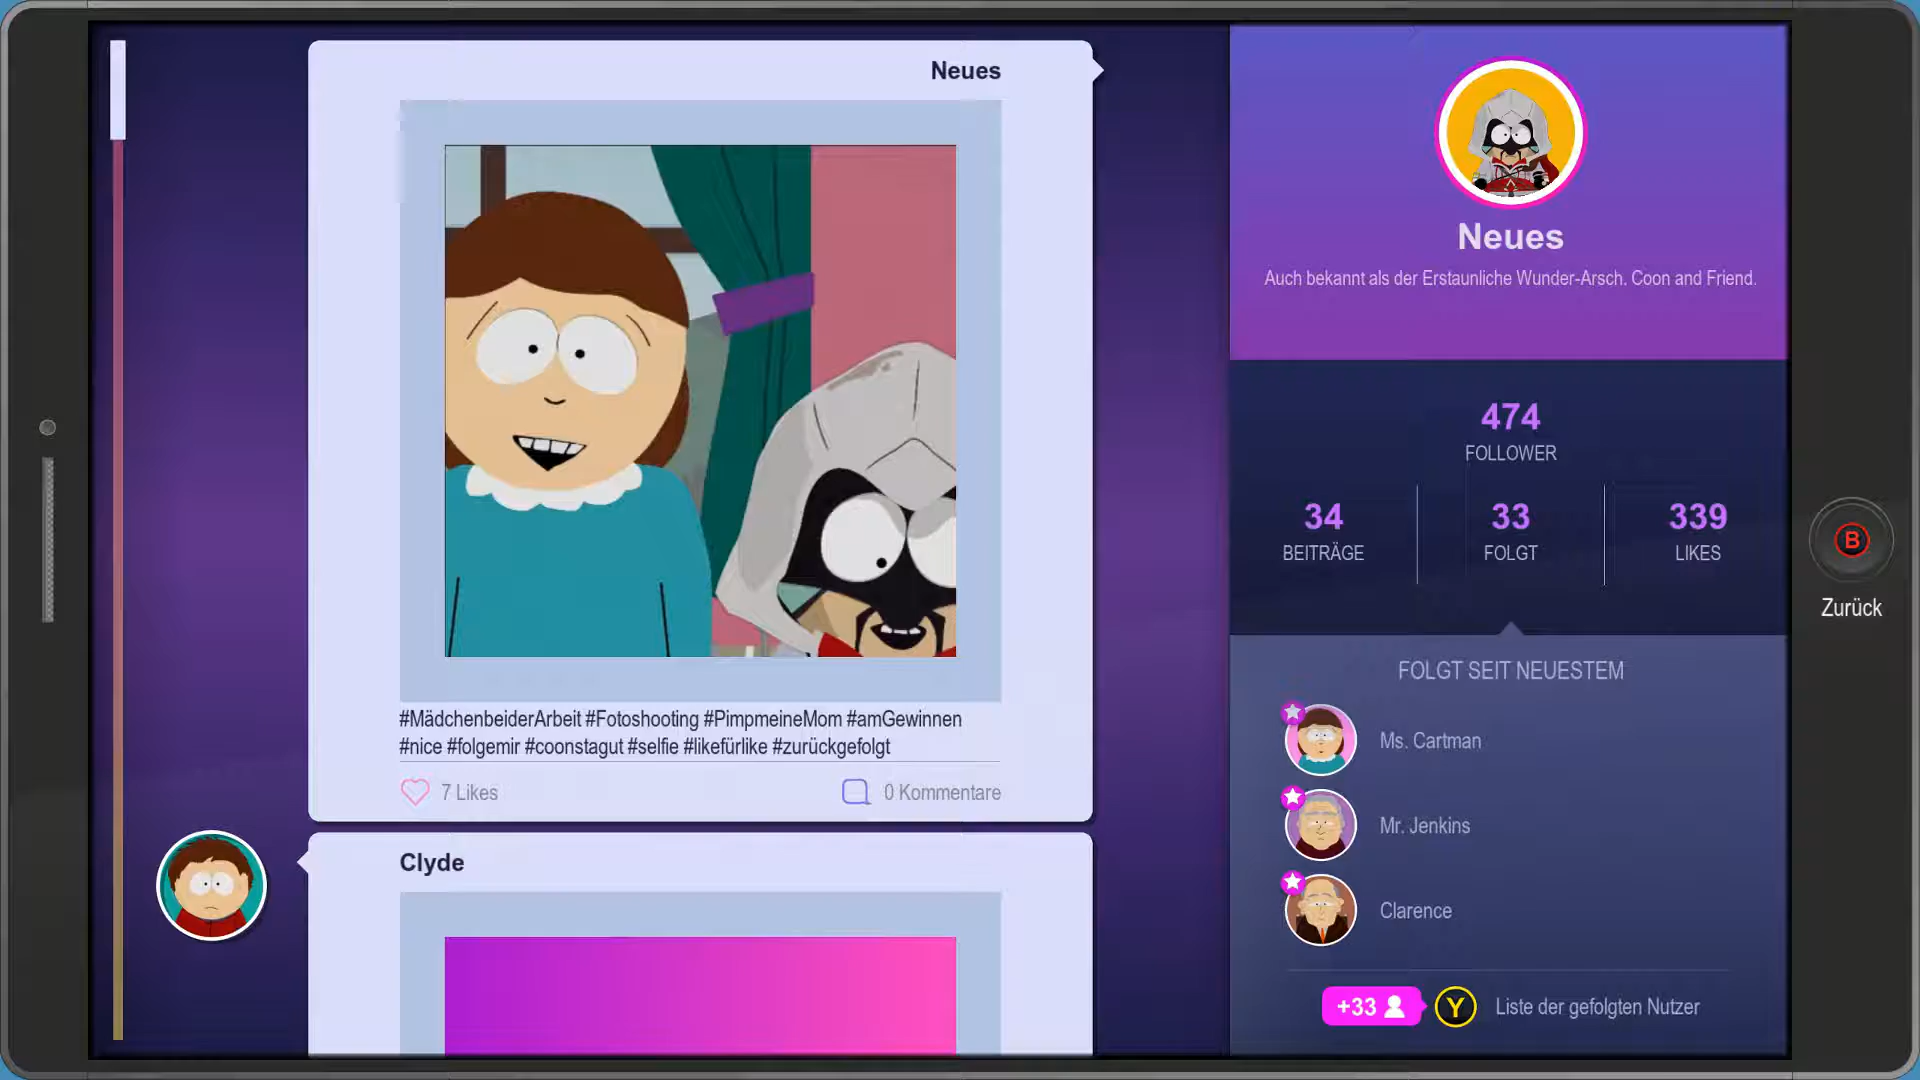 Neues
#MädchenbeiderArbeit #Fotoshooting #PimpmeineMom #amGewinnen
#nice #folgemir #coonstagut #selfie #likefürlike #zurückgefolgt
7 Likes
0 Kommentare
Clyde
Neues
Auch bekannt als der Erstaunliche Wunder-Arsch. Coon and Friend.
474
FOLLOWER
34
BEITRÄGE
33
FOLGT
339
LIKES
FOLGT SEIT NEUESTEM
Ms. Cartman
Mr. Jenkins
Clarence
+33
Y
Liste der gefolgten Nutzer
B
Zurück